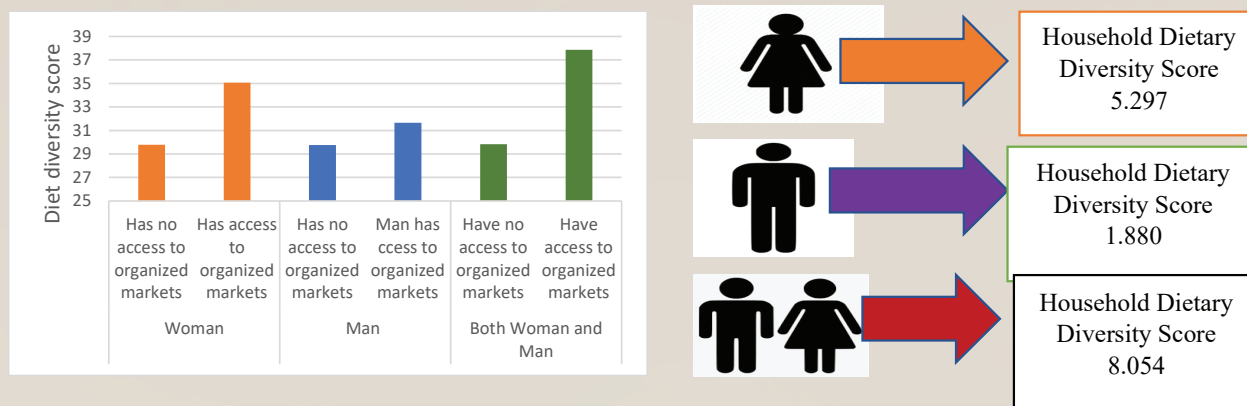 Diet diversity score
39
37
35
33
31
29
27
25
Has no
access to
organized
markets
Has access
to
organized
markets
Has no
access to
organized
markets
Man has
ccess to
organized
markets
Have no
access to
organized
markets
Have
access to
organized
markets
Woman
Man
Both Woman and
Man
Household Dietary
Diversity Score
5.297
Household Dietary
Diversity Score
1.880
Household Dietary
Diversity Score
8.054